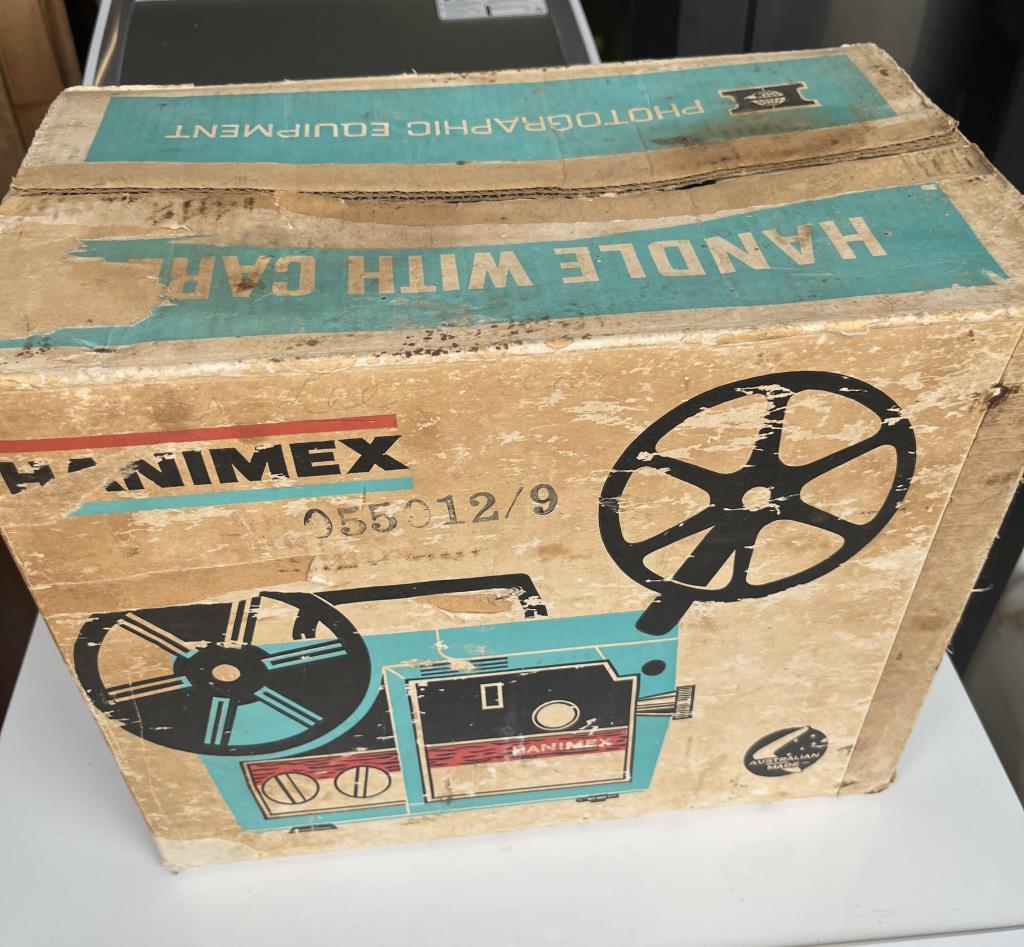 PHOTOGRAPHIC EQUIPMENT
HANDLE WITH CARE
HANIMEX
055012/9
HANIMEX
AUSTRALIAN
MADE